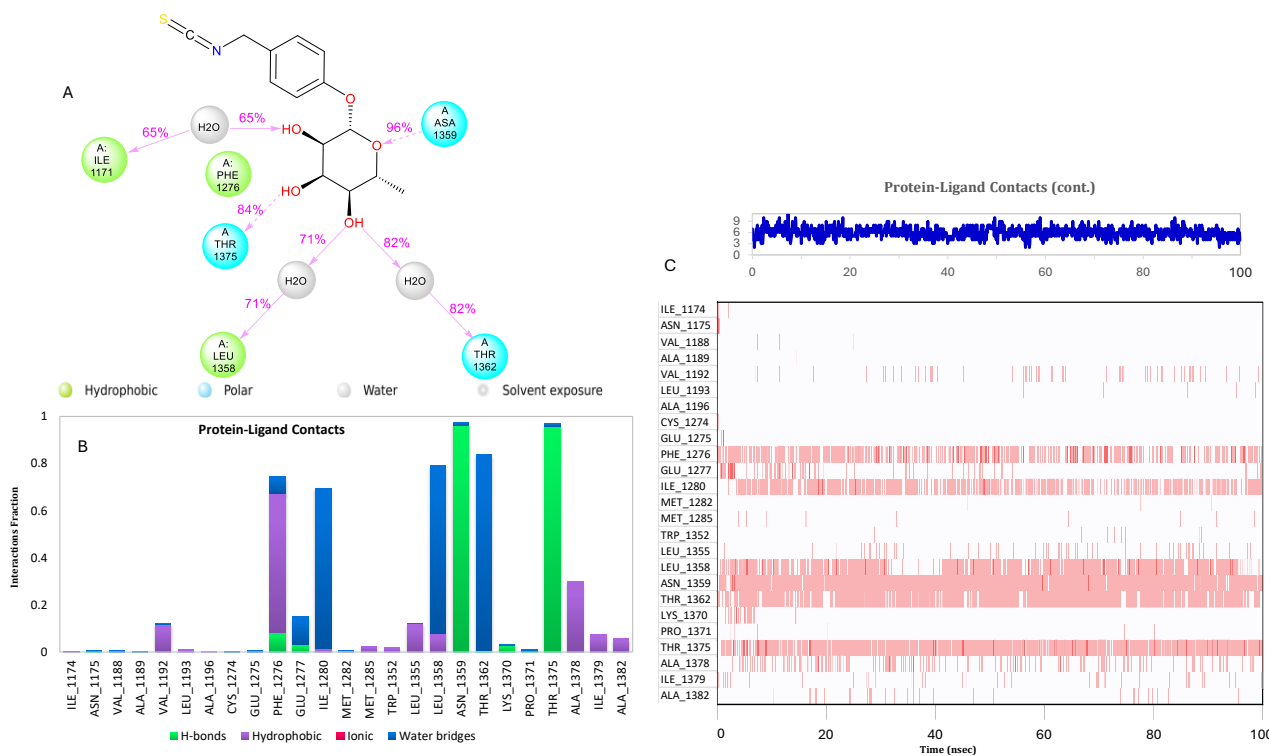 S
C
N
A
O
H2O
65%
65%
HO
96%
A
ASA
1359
O
A:
ILE
1171
A:
PHE
1276
HO
84%
A
THR
1375
OH
71%
82%
H2O
H2O
71%
82%
A:
LEU
1358
A
THR
1362
Hydrophobic
Polar
Water
Solvent exposure
B
Protein-Ligand Contacts
Interactions Fraction
1
0.8
0.6
0.4
0.2
0
ILE_1174
ASN_1175
VAL_1188
ALA_1189
VAL_1192
LEU_1193
ALA_1196
CYS_1274
GLU_1275
PHE_1276
GLU_1277
ILE_1280
MET_1282
MET_1285
TRP_1352
LEU_1355
LEU_1358
ASN_1359
THR_1362
LYS_1370
PRO_1371
THR_1375
ALA_1378
ILE_1379
ALA_1382
H-bonds Hydrophobic Ionic Water bridges
Protein-Ligand Contacts (cont.)
9
6
3
0
0 20 40 60 80 100
C
ILE_1174
ASN_1175
VAL_1188
ALA_1189
VAL_1192
LEU_1193
ALA_1196
CYS_1274
GLU_1275
PHE_1276
GLU_1277
ILE_1280
MET_1282
MET_1285
TRP_1352
LEU_1355
LEU_1358
ASN_1359
THR_1362
LYS_1370
PRO_1371
THR_1375
ALA_1378
ILE_1379
ALA_1382
0 20 40 60 80 100
Time (nsec)